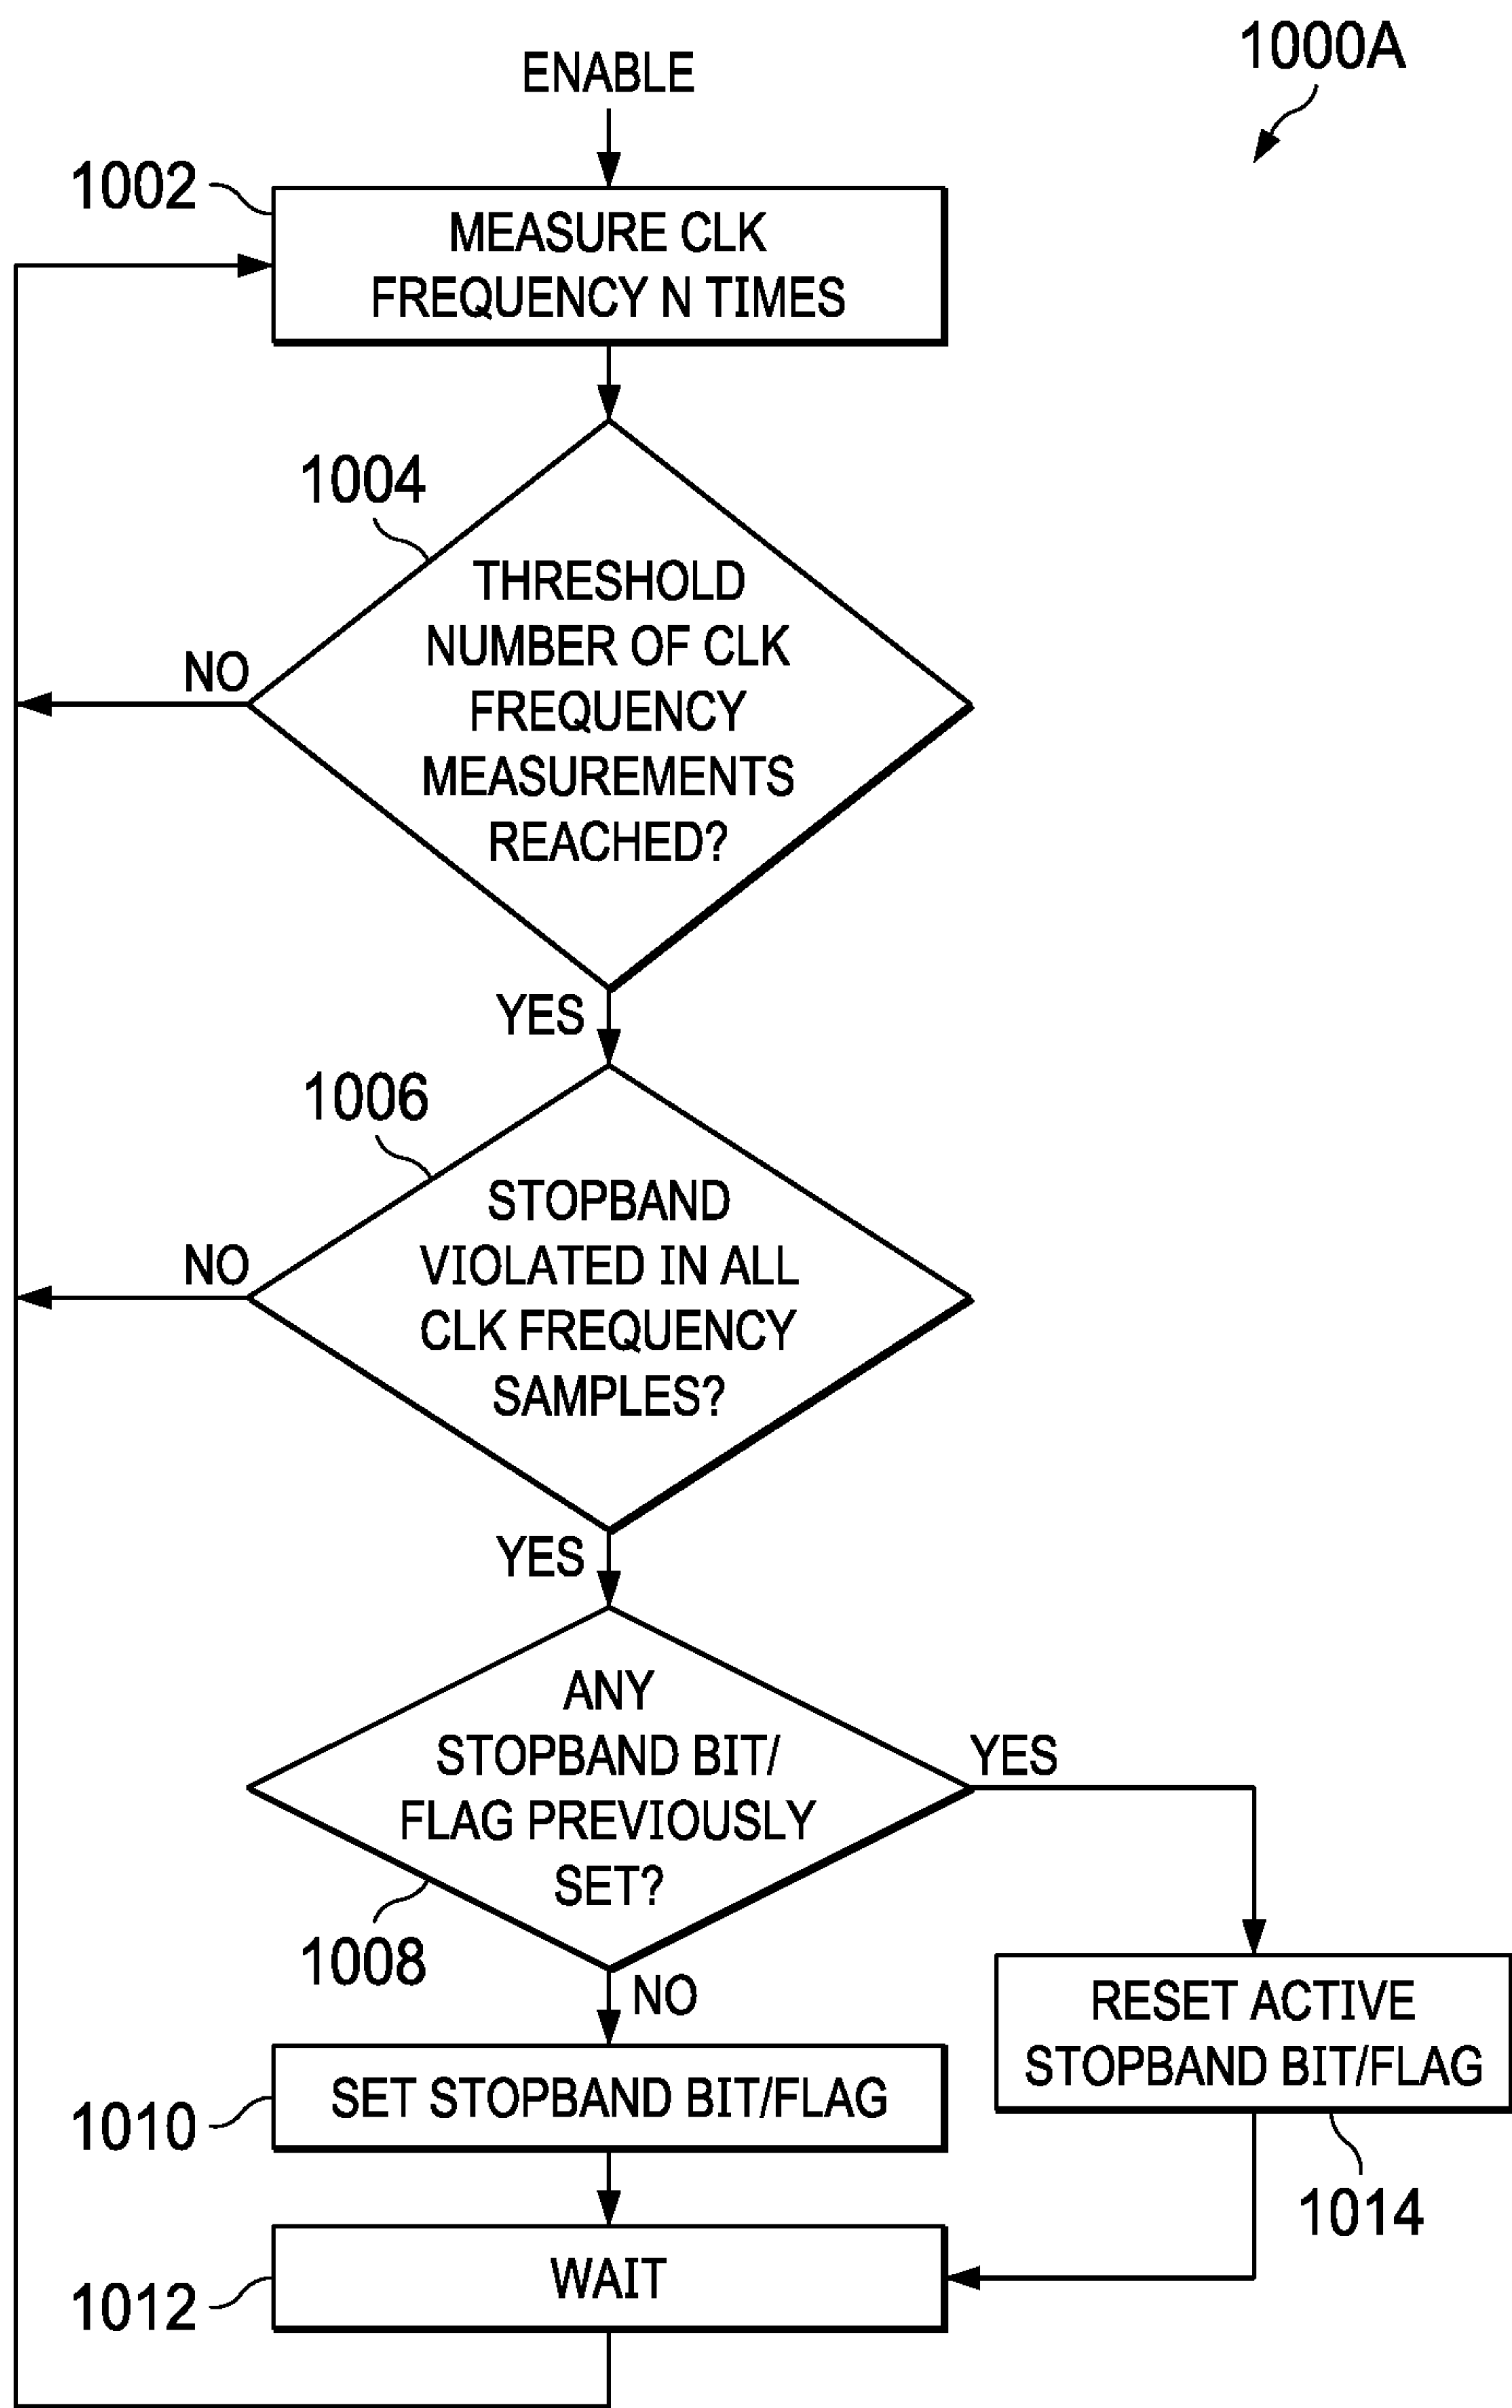 1000A
ENABLE
1002
MEASURE CLK
FREQUENCY N TIMES
1004
THRESHOLD
NUMBER OF CLK
FREQUENCY
MEASUREMENTS
REACHED?
NO
YES
1006
STOPBAND
VIOLATED IN ALL
CLK FREQUENCY
SAMPLES?
NO
YES
ANY
STOPBAND BIT/
FLAG PREVIOUSLY
SET?
YES
1008
NO
RESET ACTIVE
STOPBAND BIT/FLAG
SET STOPBAND BIT/FLAG
1010
1014
WAIT
1012